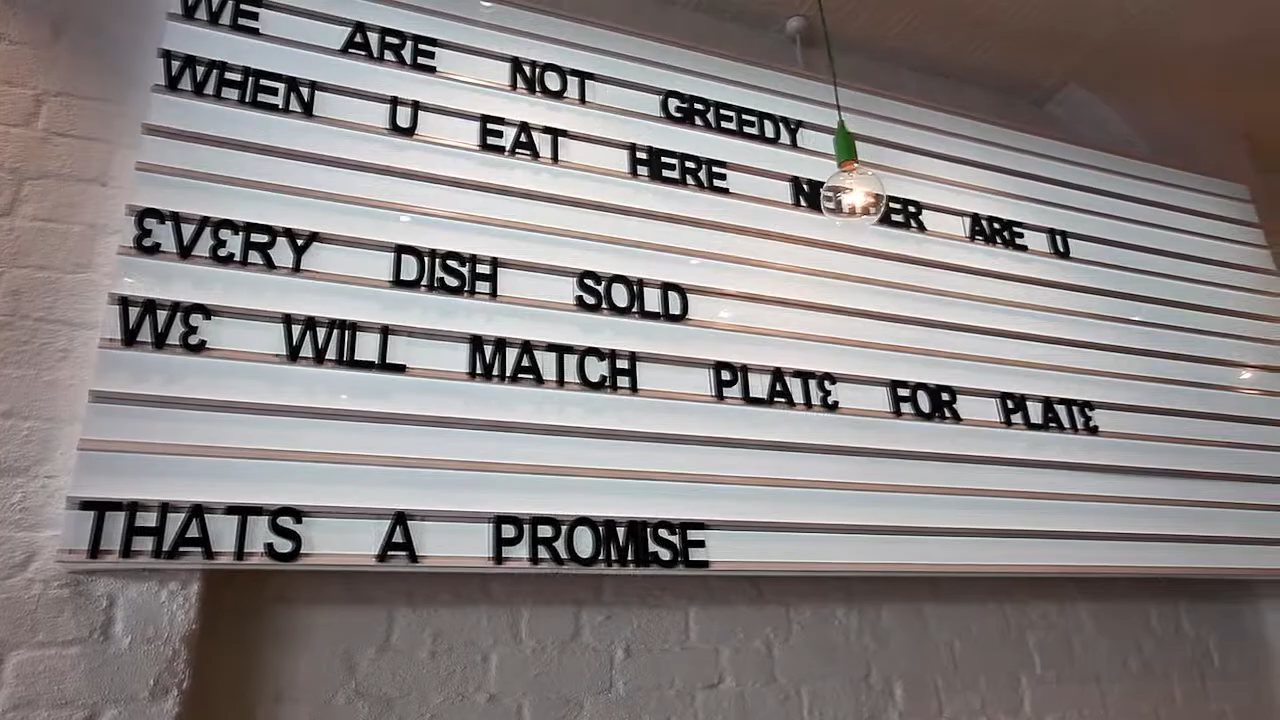 WE ARE NOT GREEDY
WHEN U EAT HERE ARE U
ƐVƐRY DISH SOLD
WƐ WILL MATCH PLATƐ FOR PLATƐ
THATS A PROMISE